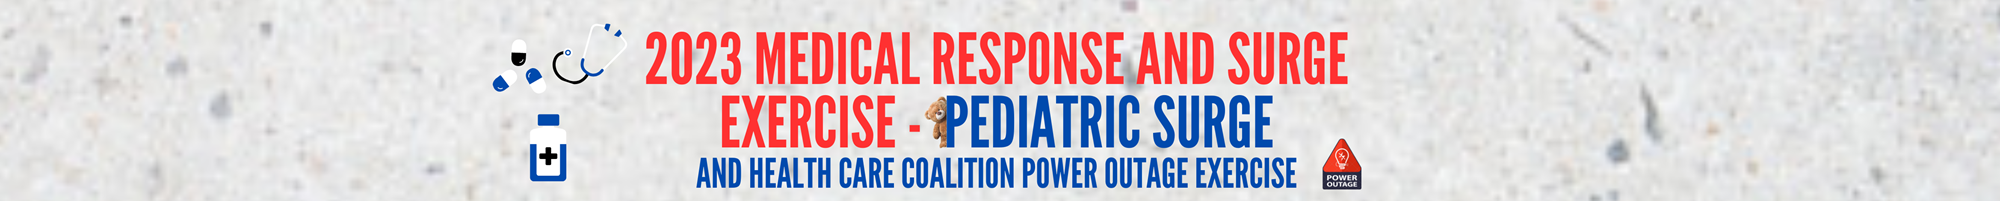 2023 MEDICAL RESPONSE AND SURGE
EXERCISE - PEDIATRIC SURGE
AND HEALTH CARE COALITION POWER OUTAGE EXERCISE
POWER
OUTAGE